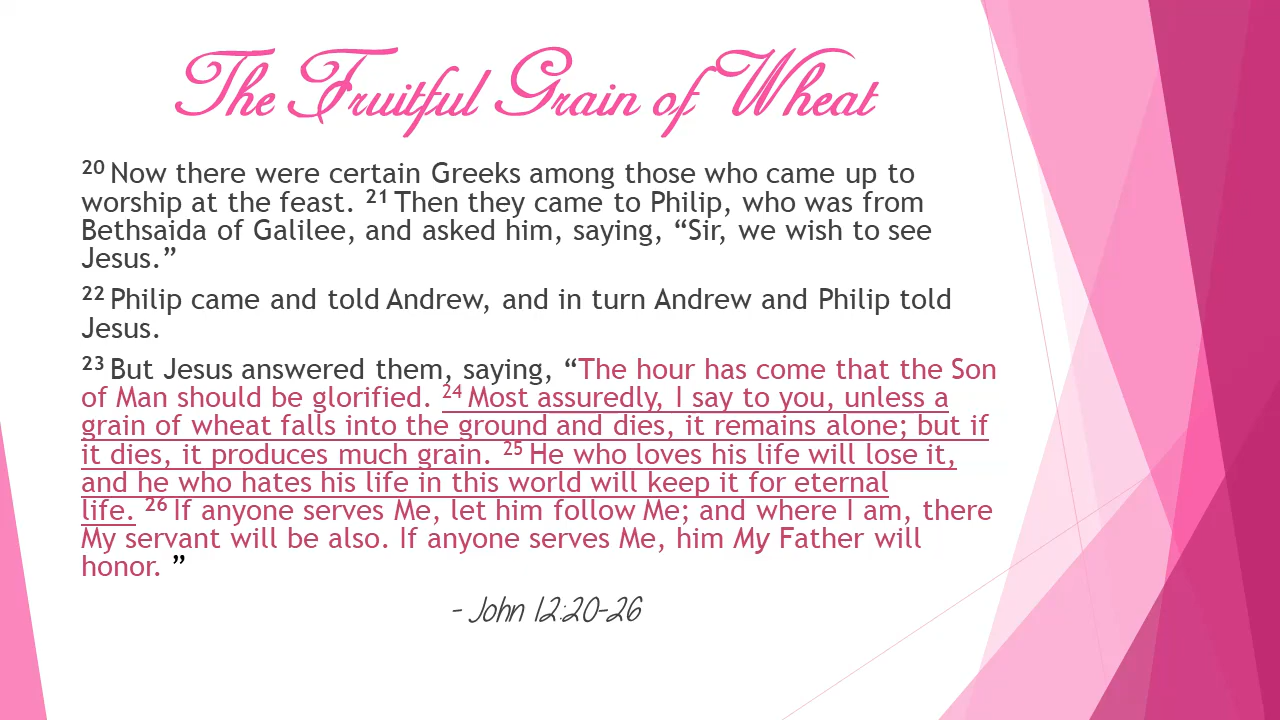 The Fruitful Grain of Wheat
20 Now there were certain Greeks among those who came up to
worship at the feast. 21 Then they came to Philip, who was from
Bethsaida of Galilee, and asked him, saying, “Sir, we wish to see
Jesus.”
22 Philip came and told Andrew, and in turn Andrew and Philip told
Jesus.
23 But Jesus answered them, saying, “The hour has come that the Son
of Man should be glorified. 24 Most assuredly, I say to you, unless a
grain of wheat falls into the ground and dies, it remains alone; but if
it dies, it produces much grain. 25 He who loves his life will lose it,
and he who hates his life in this world will keep it for eternal
life. 26 If anyone serves Me, let him follow Me; and where I am, there
My servant will be also. If anyone serves Me, him My Father will
honor. ”
- John 12:20-26